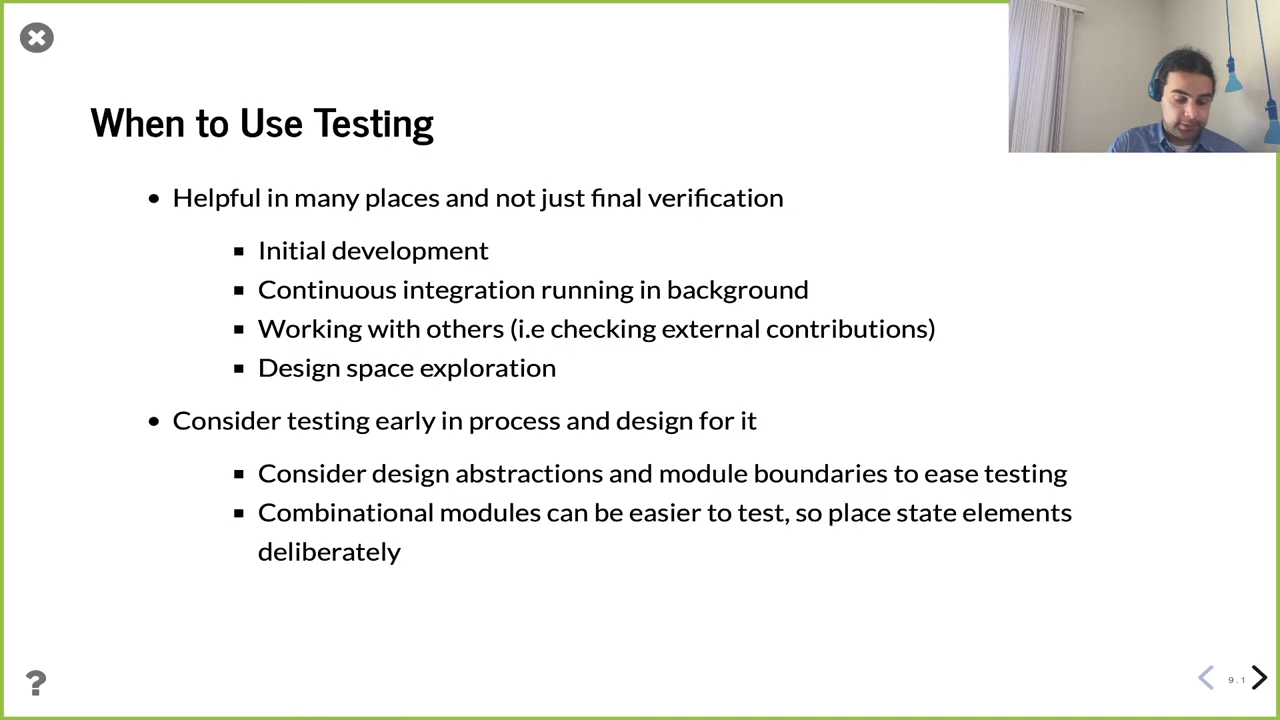 When to Use Testing
• Helpful in many places and not just final verification
▪ Initial development
▪ Continuous integration running in background
▪ Working with others (i.e checking external contributions)
▪ Design space exploration
• Consider testing early in process and design for it
▪ Consider design abstractions and module boundaries to ease testing
▪ Combinational modules can be easier to test, so place state elements
deliberately
?
9.1